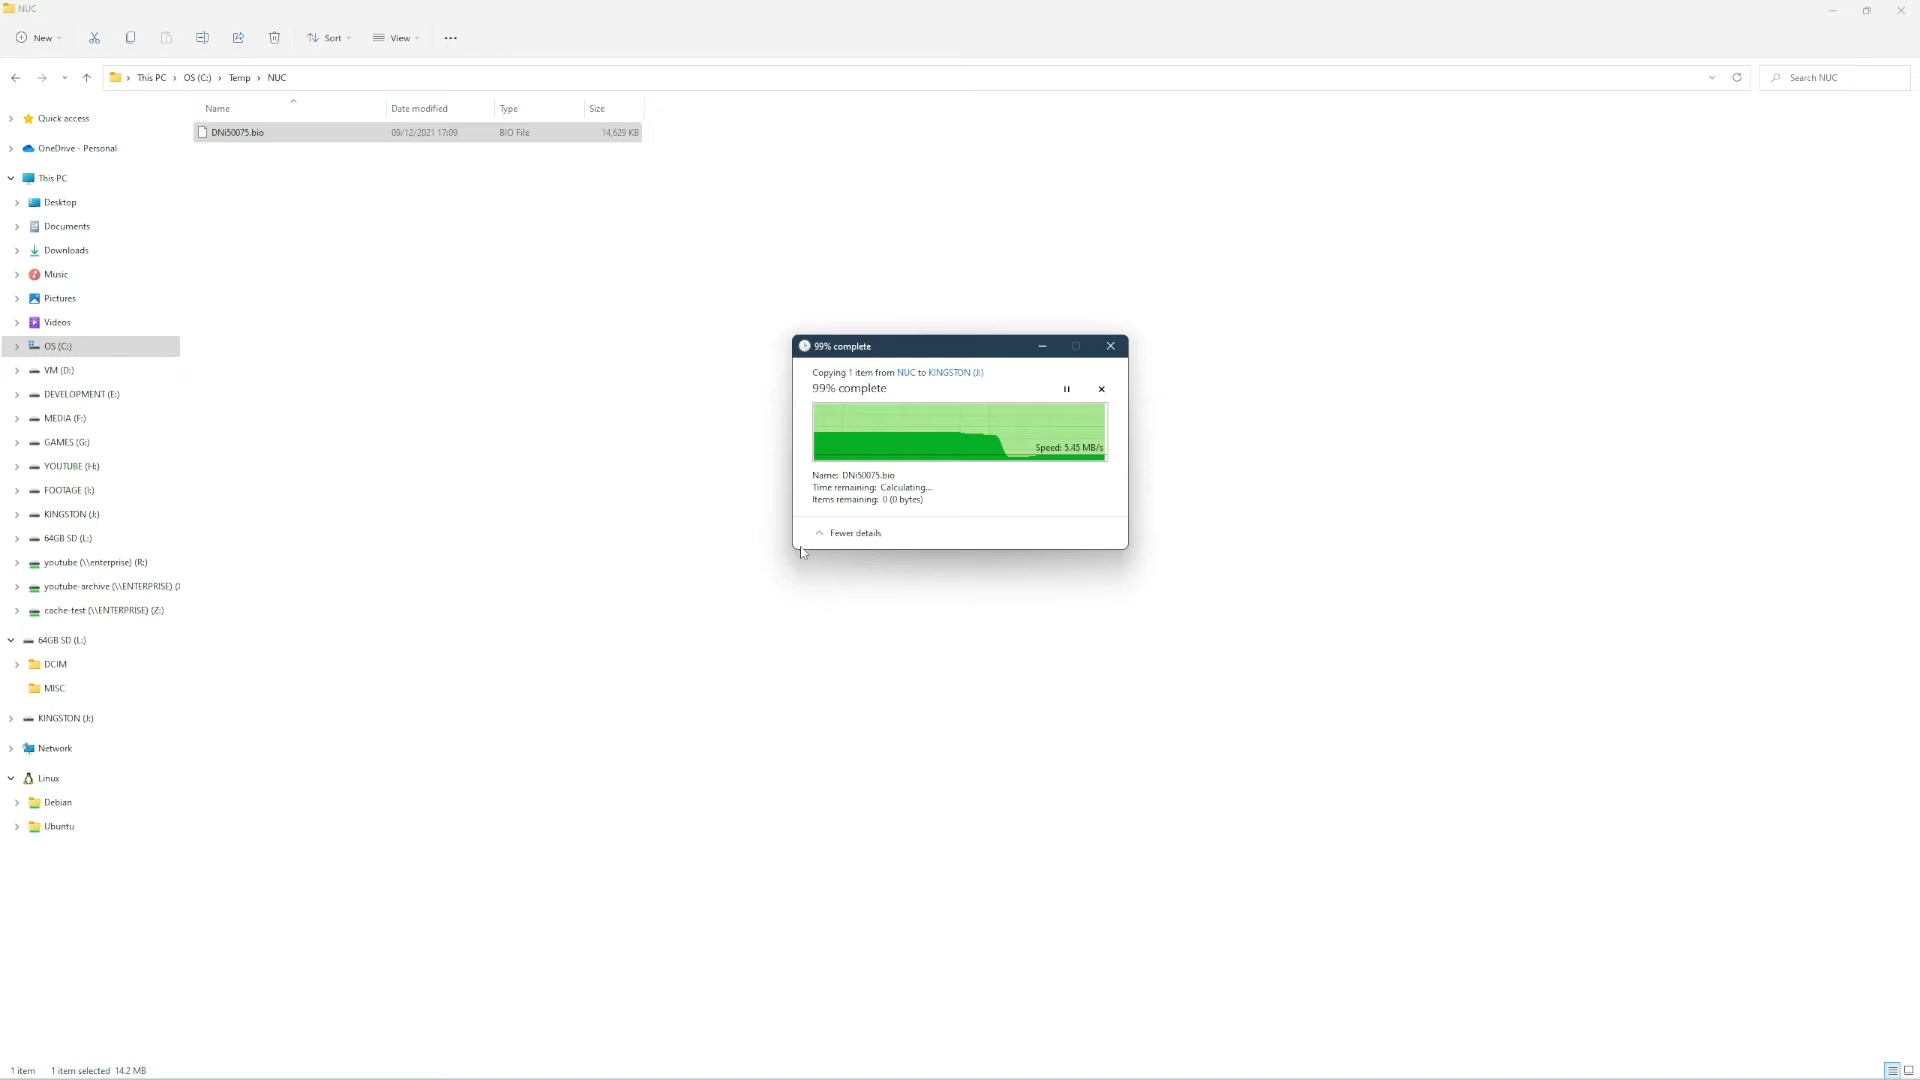 NUC
New
Sort
View
This PC > OS (C:) > Temp > NUC
Search NUC
Name
Date modified
Type
Size
DNi50075.bio
09/12/2021 17:09
BIO File
14,629 KB
Quick access
OneDrive - Personal
This PC
Desktop
Documents
Downloads
Music
Pictures
Videos
OS (C:)
VM (D:)
DEVELOPMENT (E:)
MEDIA (F:)
GAMES (G:)
YOUTUBE (H:)
FOOTAGE (I:)
KINGSTON (J:)
64GB SD (L:)
youtube (\\enterprise) (R:)
youtube-archive (\\ENTERPRISE) (
cache-test (\\ENTERPRISE) (Z:)
64GB SD (L:)
DCIM
MISC
KINGSTON (J:)
Network
Linux
Debian
Ubuntu
99% complete
Copying 1 item from NUC to KINGSTON (J:)
99% complete
Speed: 5.45 MB/s
Name: DNi50075.bio
Time remaining: Calculating...
Items remaining: 0 (0 bytes)
Fewer details
1 item
1 item selected 14.2 MB